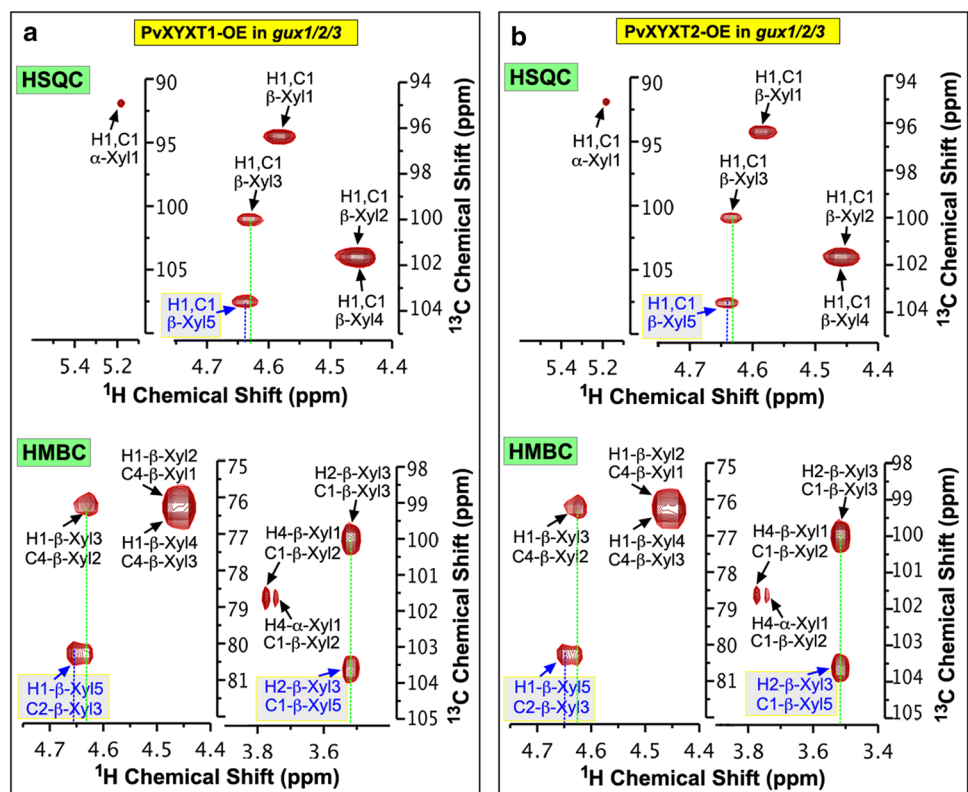 a
PvXYXT1-OE in gux1/2/3
HSQC
90
95
100
105
H1,C1
α-Xyl1
H1,C1
β-Xyl1
H1,C1
β-Xyl3
H1,C1
β-Xyl2
H1,C1
β-Xyl4
H1,C1
β-Xyl5
94
96
98
100
102
104
13C Chemical Shift (ppm)
5.4 5.2 4.7 4.6 4.5 4.4
1H Chemical Shift (ppm)
HMBC
H1-β-Xyl2
C4-β-Xyl1
H1-β-Xyl3
C4-β-Xyl2
H1-β-Xyl4
C4-β-Xyl3
H1-β-Xyl5
C2-β-Xyl3
75
76
77
78
79
80
81
H2-β-Xyl3
C1-β-Xyl3
H4-β-Xyl1
C1-β-Xyl2
H4-α-Xyl1
C1-β-Xyl2
H2-β-Xyl3
C1-β-Xyl5
98
99
100
101
102
103
104
105
13C Chemical Shift (ppm)
4.7 4.6 4.5 4.4 3.8 3.6
1H Chemical Shift (ppm)
b
PvXYXT2-OE in gux1/2/3
HSQC
90
95
100
105
H1,C1
α-Xyl1
H1,C1
β-Xyl1
H1,C1
β-Xyl3
H1,C1
β-Xyl2
H1,C1
β-Xyl4
H1,C1
β-Xyl5
94
96
98
100
102
104
13C Chemical Shift (ppm)
5.4 5.2 4.7 4.6 4.5 4.4
1H Chemical Shift (ppm)
HMBC
H1-β-Xyl2
C4-β-Xyl1
H1-β-Xyl3
C4-β-Xyl2
H1-β-Xyl4
C4-β-Xyl3
H1-β-Xyl5
C2-β-Xyl3
75
76
77
78
79
80
81
H2-β-Xyl3
C1-β-Xyl3
H4-β-Xyl1
C1-β-Xyl2
H4-α-Xyl1
C1-β-Xyl2
H2-β-Xyl3
C1-β-Xyl5
98
99
100
101
102
103
104
105
13C Chemical Shift (ppm)
4.7 4.6 4.5 4.4 3.8 3.6 3.4
1H Chemical Shift (ppm)